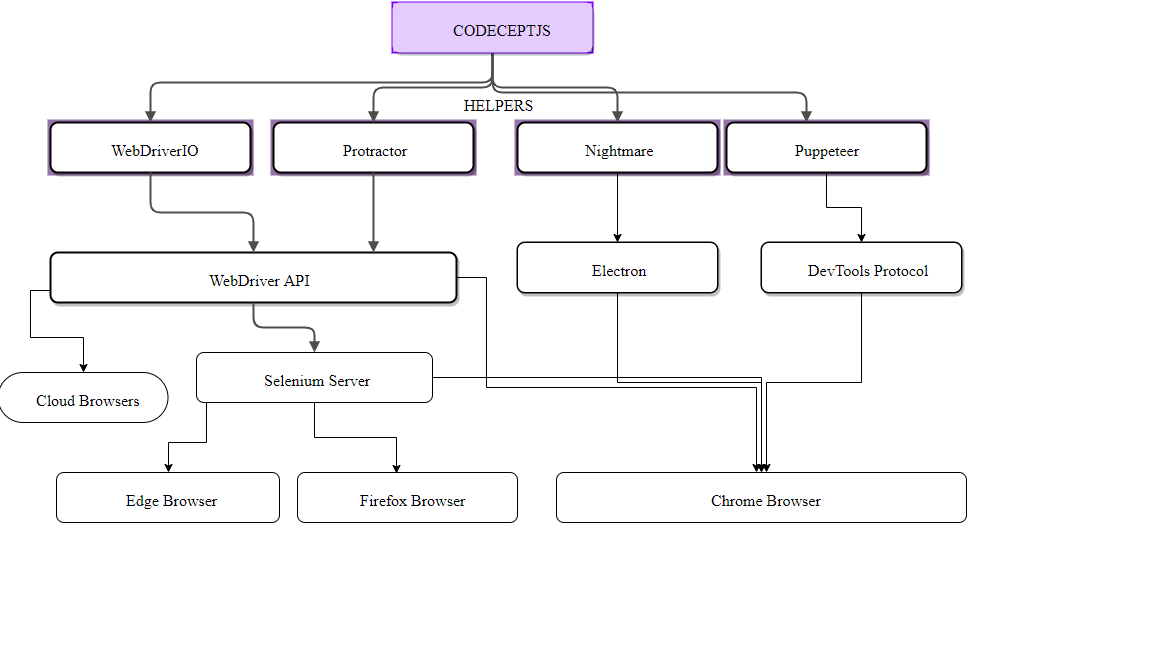 CODECEPTJS
HELPERS
WebDriverIO
Protractor
Nightmare
Puppeteer
WebDriver API
Electron
DevTools Protocol
Selenium Server
Cloud Browsers
Edge Browser
Firefox Browser
Chrome Browser